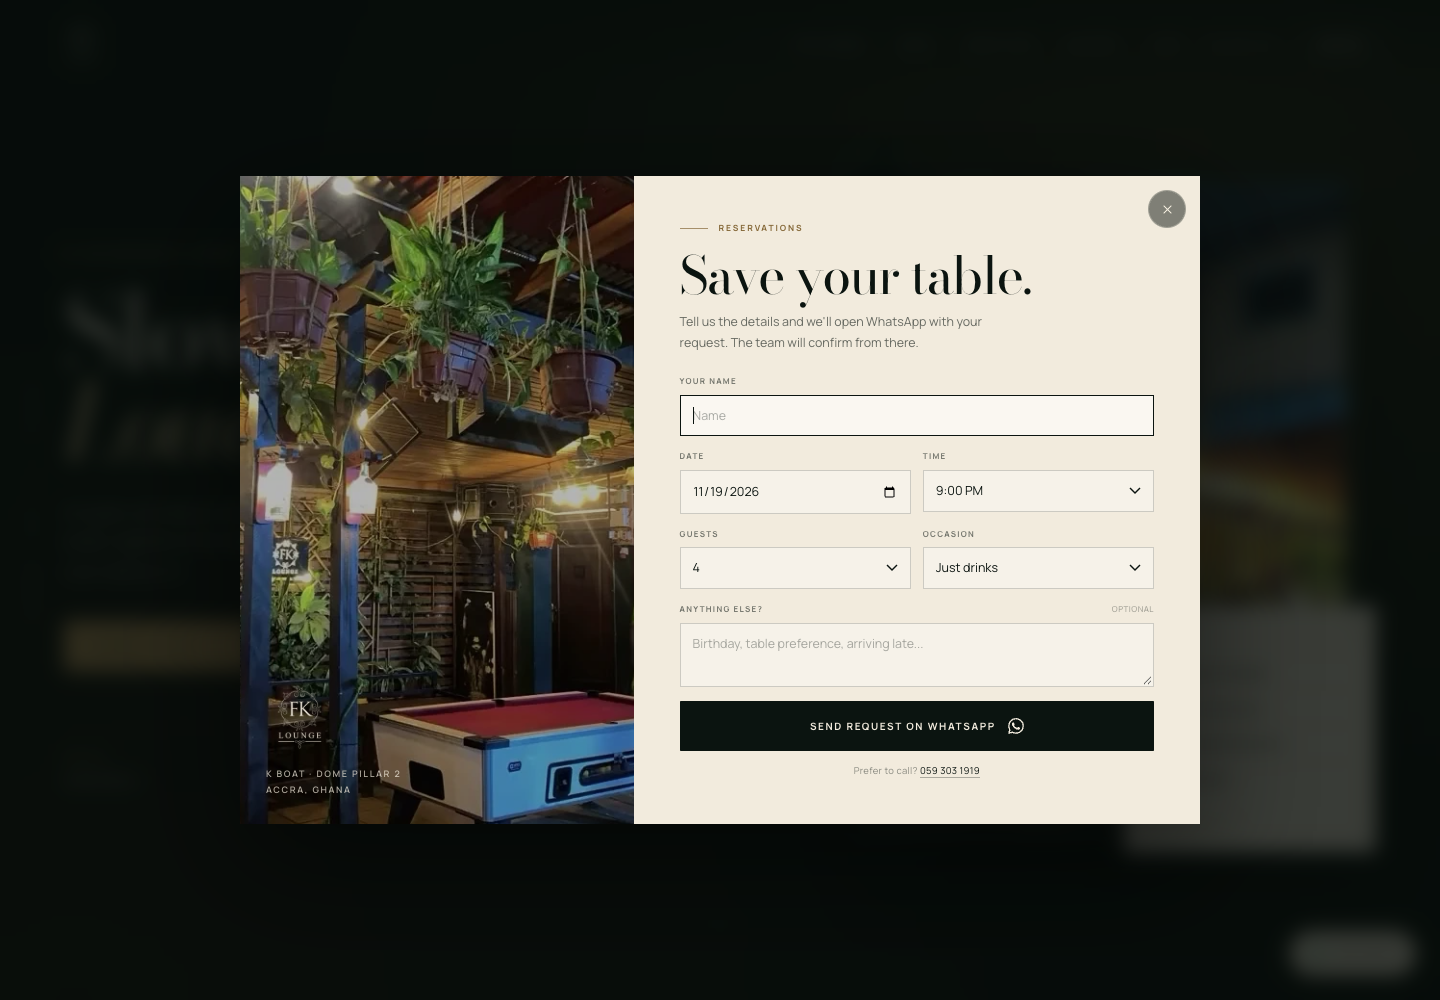 FK
LOUNGE
FK
LOUNGE
K BOAT · DOME PILLAR 2
ACCRA, GHANA
RESERVATIONS
Save your table.
Tell us the details and we'll open WhatsApp with your
request. The team will confirm from there.
YOUR NAME
Name
DATE
TIME
11/19/2026
9:00 PM
GUESTS
OCCASION
4
Just drinks
ANYTHING ELSE?
OPTIONAL
Birthday, table preference, arriving late...
SEND REQUEST ON WHATSAPP
Prefer to call? 059 303 1919